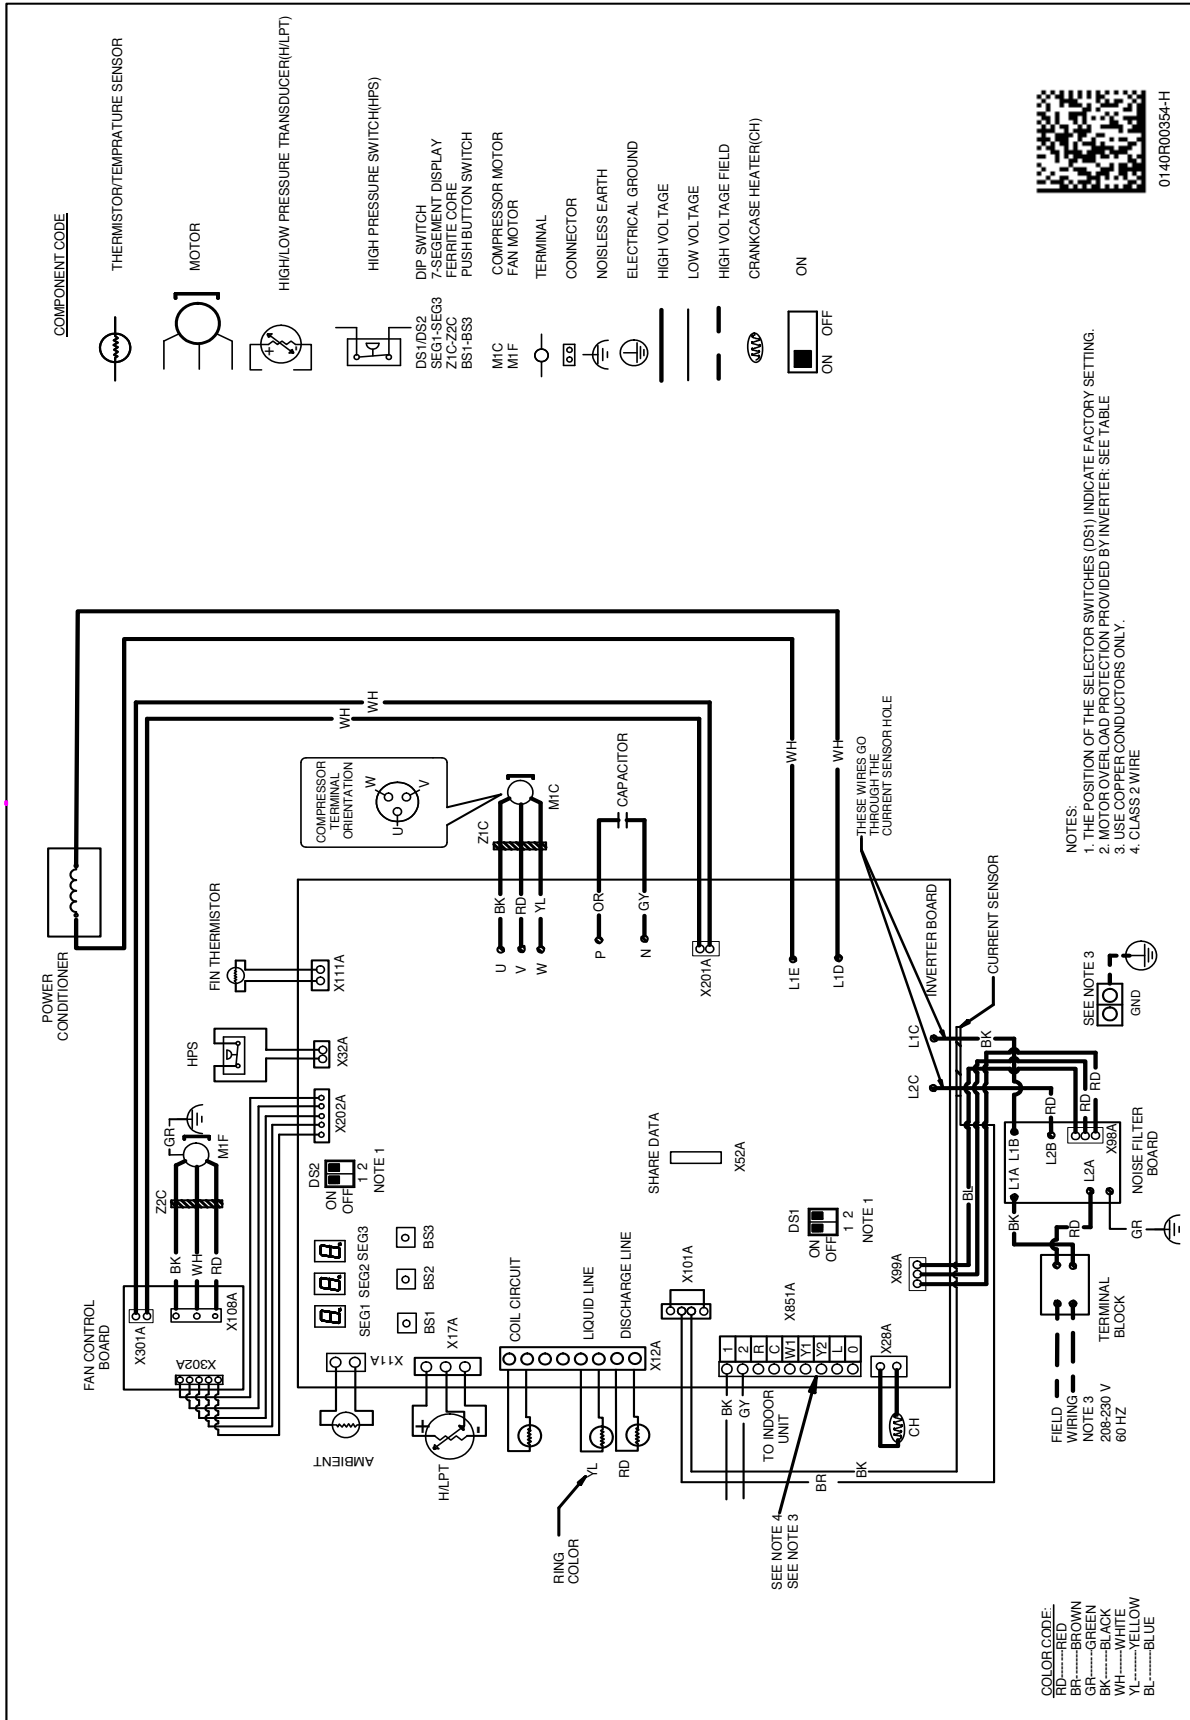 COMPONENT CODE
THERMISTOR/TEMPRATURE SENSOR
MOTOR
HIGH/LOW PRESSURE TRANSDUCER(H/LPT)
+
-
HIGH PRESSURE SWITCH(HPS)
DS1/DS2 DIP SWITCH
SEG1-SEG3 7-SEGEMENT DISPLAY
Z1C-Z2C FERRITE CORE
BS1-BS3 PUSH BUTTON SWITCH
M1C COMPRESSOR MOTOR
M1F FAN MOTOR
TERMINAL
CONNECTOR
NOISLESS EARTH
ELECTRICAL GROUND
HIGH VOLTAGE
LOW VOLTAGE
HIGH VOLTAGE FIELD
CRANKCASE HEATER(CH)
ON OFF
ON
0140R00354-H
POWER
CONDITIONER
FIN THERMISTOR
X111A
HPS
X32A
X202A
GR
M1F
Z2C
BK
WH
RD
FAN CONTROL
BOARD
X301A
X108A
X302A
WH
WH
COMPRESSOR
TERMINAL
ORIENTATION
W
V
U
M1C
Z1C
BK
RD
YL
U
V
W
CAPACITOR
OR
GY
P
N
X201A
WH
WH
L1E
L1D
DS2
ON
OFF
1 2
NOTE 1
SEG1 SEG2 SEG3
BS1
BS2
BS3
X11A
AMBIENT
X17A
+
-
H/LPT
COIL CIRCUIT
LIQUID LINE
DISCHARGE LINE
X12A
YL
RD
RING
COLOR
SHARE DATA
X52A
DS1
ON
OFF
1 2
NOTE 1
X101A
X851A
1
2
R
C
W1
Y1
Y2
L
0
BK
GY
TO INDOOR
UNIT
BR
BK
SEE NOTE 4
SEE NOTE 3
X28A
CH
X99A
BL
INVERTER BOARD
THESE WIRES GO
THROUGH THE
CURRENT SENSOR HOLE
CURRENT SENSOR
L1C
L2C
BK
RD
RD
RD
L1A L1B
L2B
L2A
X98A
NOISE FILTER
BOARD
BK
RD
GR
TERMINAL
BLOCK
FIELD
WIRING
NOTE 3
208-230 V
60 HZ
SEE NOTE 3
GND
NOTES:
1. THE POSITION OF THE SELECTOR SWITCHES (DS1) INDICATE FACTORY SETTING.
2. MOTOR OVERLOAD PROTECTION PROVIDED BY INVERTER: SEE TABLE
3. USE COPPER CONDUCTORS ONLY.
4. CLASS 2 WIRE
COLOR CODE:
RD-------RED
BR-------BROWN
GR-------GREEN
BK-------BLACK
WH------WHITE
YL-------YELLOW
BL-------BLUE